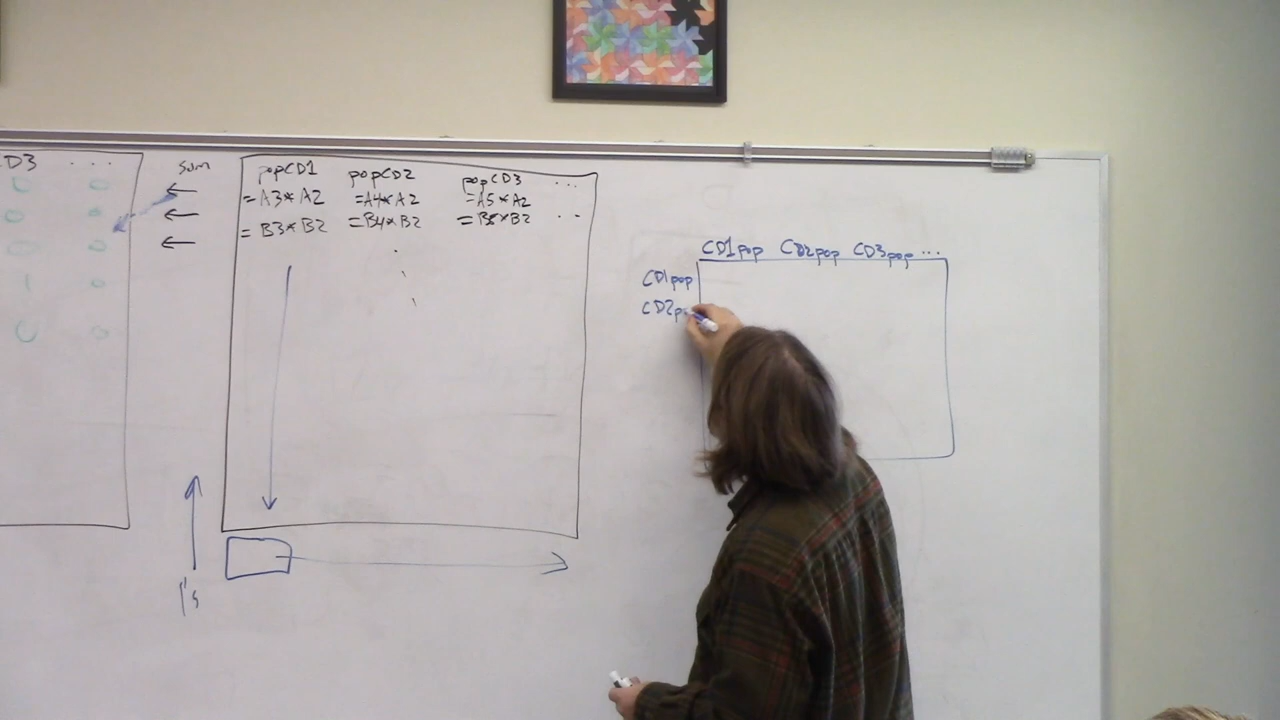 D3 ...
sum
popCD1 popCD2 popCD3 ...
=A3*A2 =A4*A2 =A5*A2
=B3*B2 =B4*B2 =B5*B2 ..
1's
CD1pop CD2pop CD3pop ...
CD1pop
CD2p